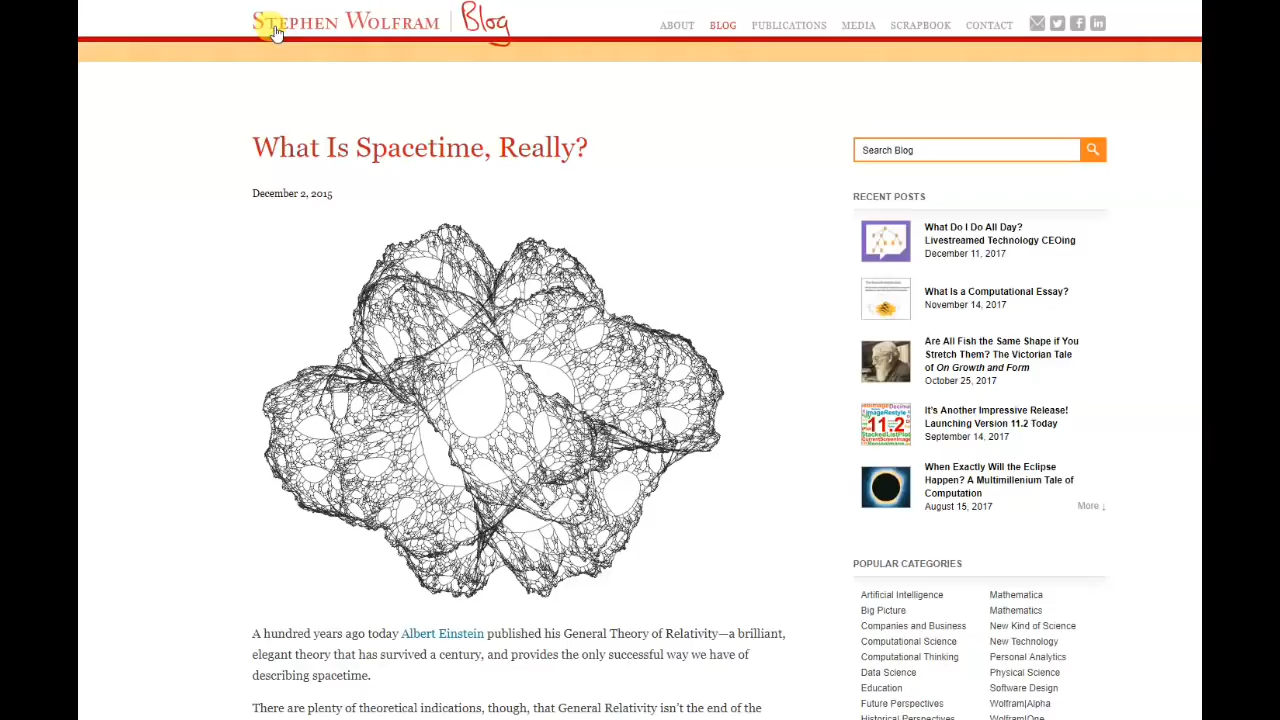 STEPHEN WOLFRAM | Blog
ABOUT BLOG PUBLICATIONS MEDIA SCRAPBOOK CONTACT
What Is Spacetime, Really?
December 2, 2015
A hundred years ago today Albert Einstein published his General Theory of Relativity—a brilliant,
elegant theory that has survived a century, and provides the only successful way we have of
describing spacetime.
There are plenty of theoretical indications, though, that General Relativity isn't the end of the
Search Blog
RECENT POSTS
What Do I Do All Day?
Livestreamed Technology CEOing
December 11, 2017
What Is a Computational Essay?
November 14, 2017
Are All Fish the Same Shape if You
Stretch Them? The Victorian Tale
of On Growth and Form
October 25, 2017
11.2
It's Another Impressive Release!
Launching Version 11.2 Today
September 14, 2017
When Exactly Will the Eclipse
Happen? A Multimillenium Tale of
Computation
August 15, 2017
More ↓
POPULAR CATEGORIES
Artificial Intelligence
Big Picture
Companies and Business
Computational Science
Computational Thinking
Data Science
Education
Future Perspectives
Historical Perspectives
Mathematica
Mathematics
New Kind of Science
New Technology
Personal Analytics
Physical Science
Software Design
Wolfram|Alpha
Wolfram|One